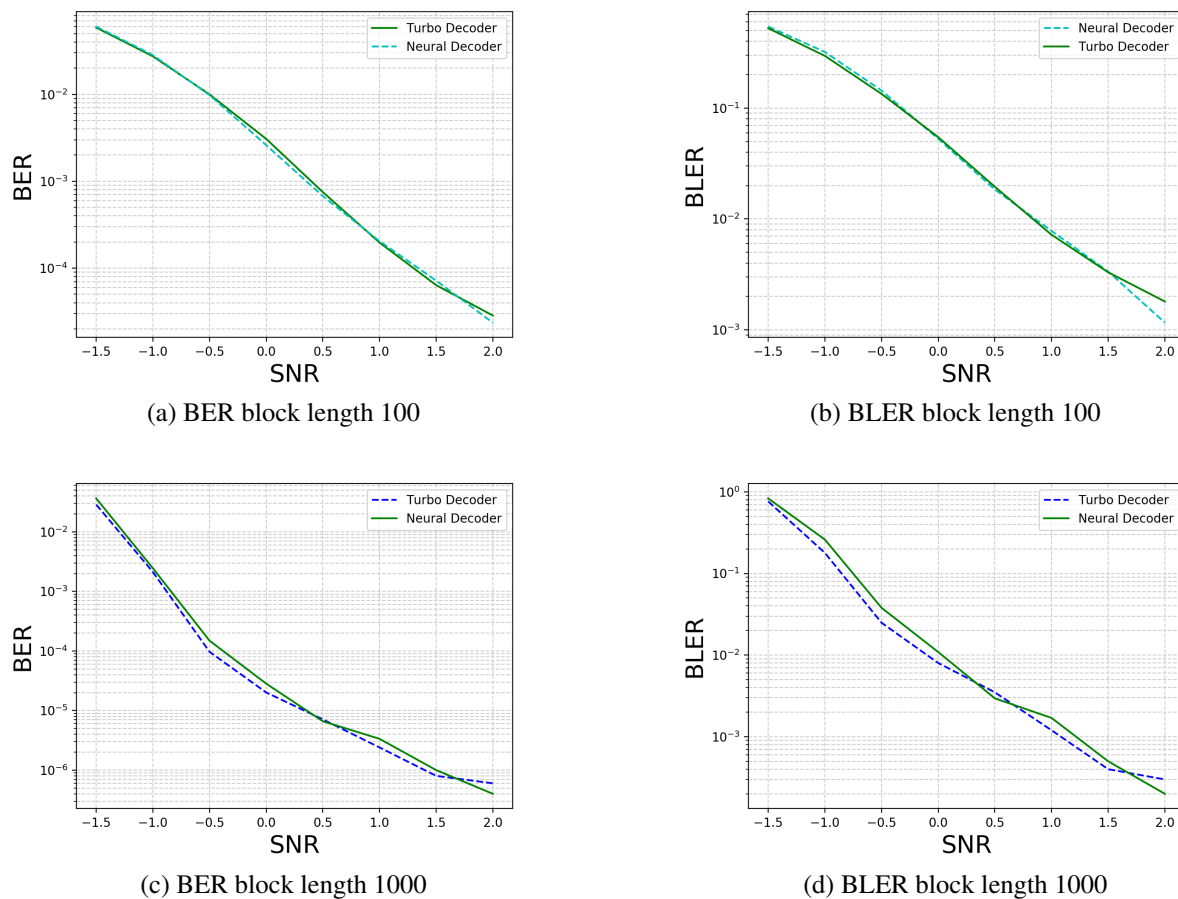 Turbo Decoder
Neural Decoder
10⁻²
10⁻³
10⁻⁴
BER
−1.5 −1.0 −0.5 0.0 0.5 1.0 1.5 2.0
SNR
(a) BER block length 100
Neural Decoder
Turbo Decoder
10⁻¹
10⁻²
10⁻³
BLER
−1.5 −1.0 −0.5 0.0 0.5 1.0 1.5 2.0
SNR
(b) BLER block length 100
Turbo Decoder
Neural Decoder
10⁻²
10⁻³
10⁻⁴
10⁻⁵
10⁻⁶
BER
−1.5 −1.0 −0.5 0.0 0.5 1.0 1.5 2.0
SNR
(c) BER block length 1000
Turbo Decoder
Neural Decoder
10⁰
10⁻¹
10⁻²
10⁻³
BLER
−1.5 −1.0 −0.5 0.0 0.5 1.0 1.5 2.0
SNR
(d) BLER block length 1000